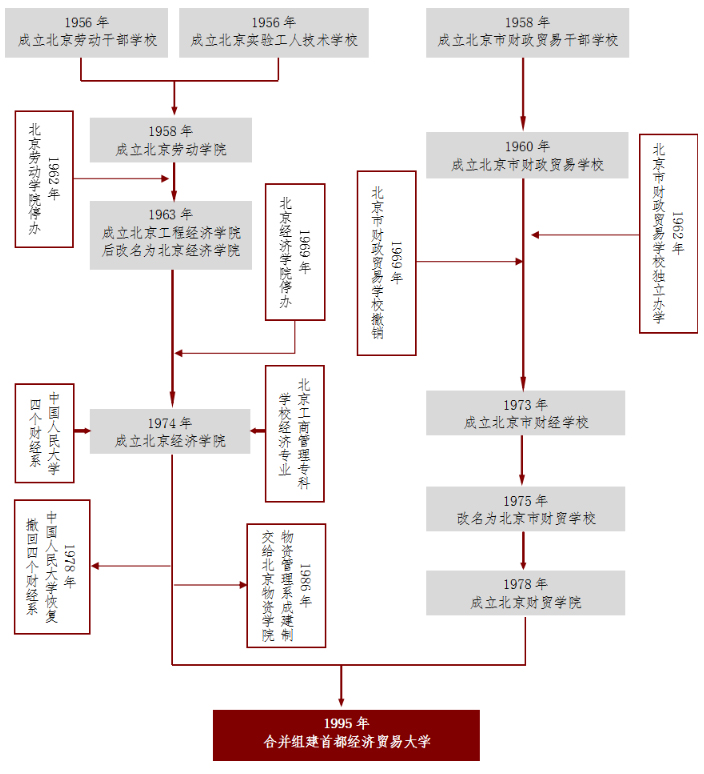 1956 年
成立北京劳动干部学校
1956 年
成立北京实验工人技术学校
1958 年
成立北京市财政贸易干部学校
1958 年
成立北京劳动学院
1960 年
成立北京市财政贸易学校
1962 年
北京劳动学院停办
1962 年
北京市财政贸易学校独立办学
1963 年
成立北京工程经济学院
后改名为北京经济学院
1969 年
北京经济学院停办
1969 年
北京市财政贸易学校撤销
中国人民大学
四个财经系
1974 年
成立北京经济学院
北京工商管理专科
学校经济专业
1973 年
成立北京市财经学校
1975 年
改名为北京市财贸学校
1978 年
中国人民大学恢复
撤回四个财经系
1986 年
物资管理系成建制
交给北京物资学院
1978 年
成立北京财贸学院
1995 年
合并组建首都经济贸易大学